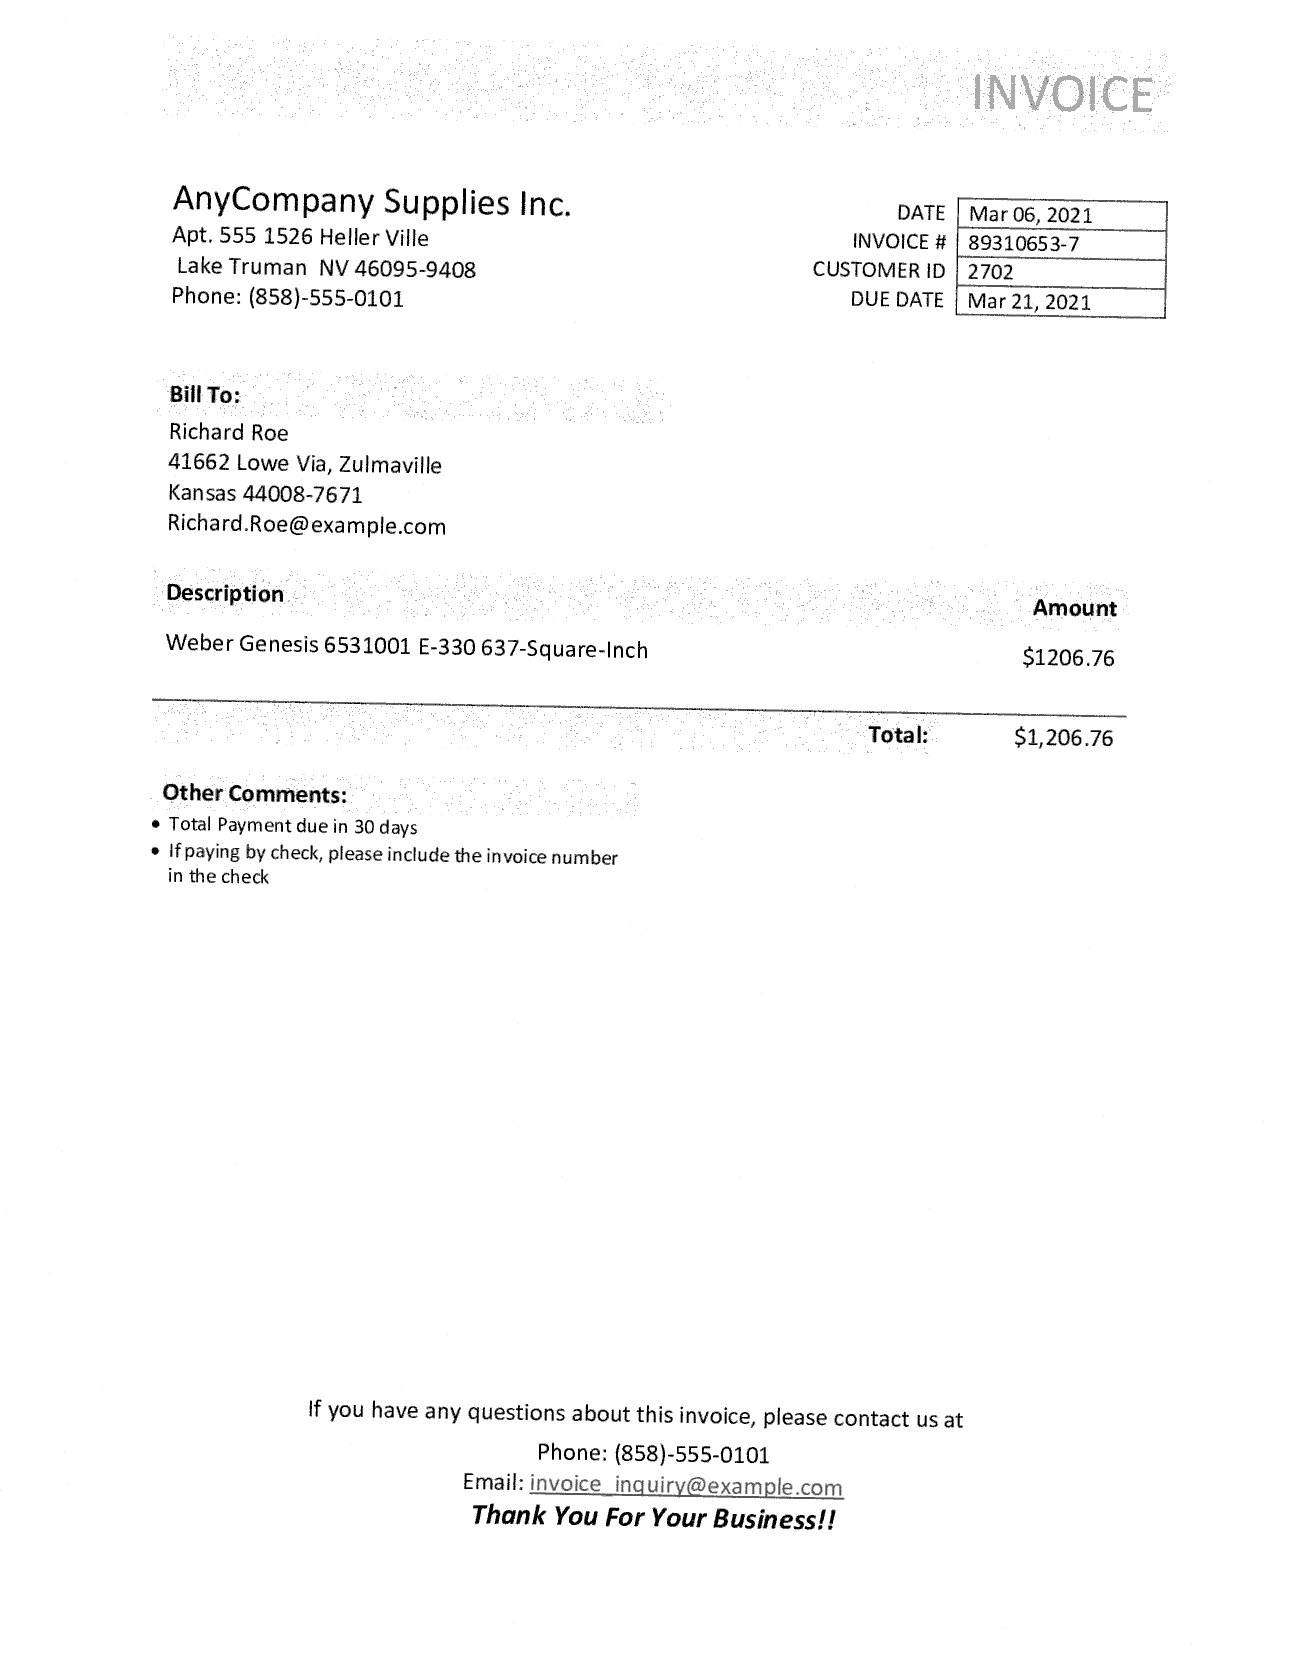 INVOICE
AnyCompany Supplies Inc.
Apt. 555 1526 Heller Ville
Lake Truman NV 46095-9408
Phone: (858)-555-0101
DATE Mar 06, 2021
INVOICE # 89310653-7
CUSTOMER ID 2702
DUE DATE Mar 21, 2021
Bill To:
Richard Roe
41662 Lowe Via, Zulmaville
Kansas 44008-7671
Richard.Roe@example.com
Description Amount
Weber Genesis 6531001 E-330 637-Square-Inch $1206.76
Total: $1,206.76
Other Comments:
• Total Payment due in 30 days
• If paying by check, please include the invoice number
in the check
If you have any questions about this invoice, please contact us at
Phone: (858)-555-0101
Email: invoice_inquiry@example.com
Thank You For Your Business!!